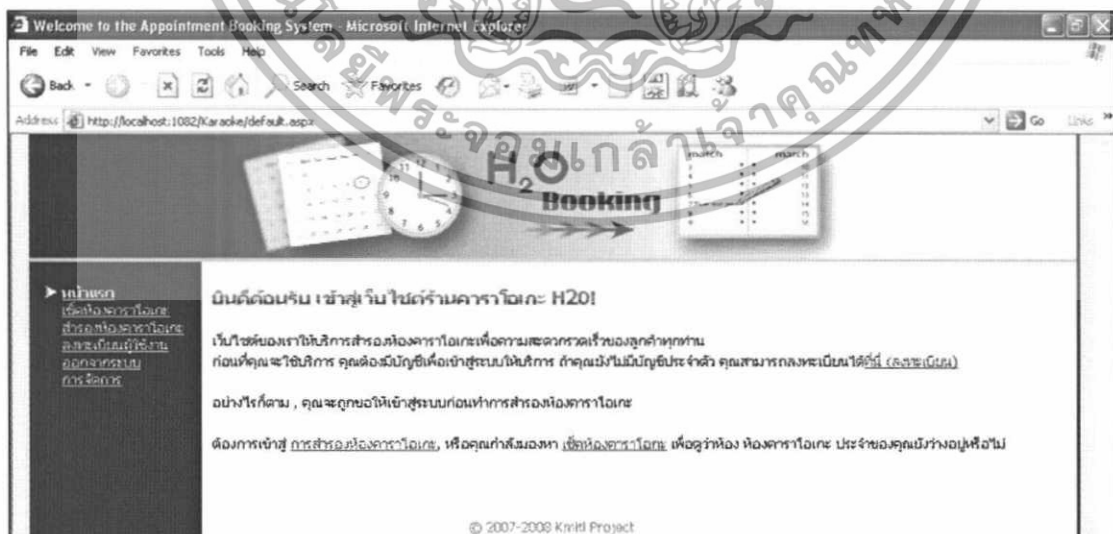 Welcome to the Appointment Booking System - Microsoft Internet Explorer
File Edit View Favorites Tools Help
Back Search Favorites
Address http://localhost:1082/Karaoke/default.aspx Go Links
พระจอมเกล้าเจ้าคุณทห
H2O
Booking
match march
หน้าแรก
เช็คห้องคาราโอเกะ
สำรองห้องคาราโอเกะ
ลงทะเบียนผู้ใช้งาน
ออกจากระบบ
การจัดการ
ยินดีต้อนรับ เข้าสู่เว็บไซต์ร้านคาราโอเกะ H2O!
เว็บไซต์ของเราให้บริการสำรองห้องคาราโอเกะเพื่อความสะดวกรวดเร็วของลูกค้าทุกท่าน
ก่อนที่คุณจะใช้บริการ คุณต้องมีบัญชีเพื่อเข้าสู่ระบบให้บริการ ถ้าคุณยังไม่มีบัญชีประจำตัว คุณสามารถลงทะเบียนได้ที่นี่ (ลงทะเบียน)
อย่างไรก็ตาม , คุณจะถูกขอให้เข้าสู่ระบบก่อนทำการสำรองห้องคาราโอเกะ
ต้องการเข้าสู่ การสำรองห้องคาราโอเกะ, หรือคุณกำลังมองหา เช็คห้องคาราโอเกะ เพื่อดูว่าห้อง ห้องคาราโอเกะ ประจำของคุณยังว่างอยู่หรือไม่
© 2007-2008 Kmitl Project